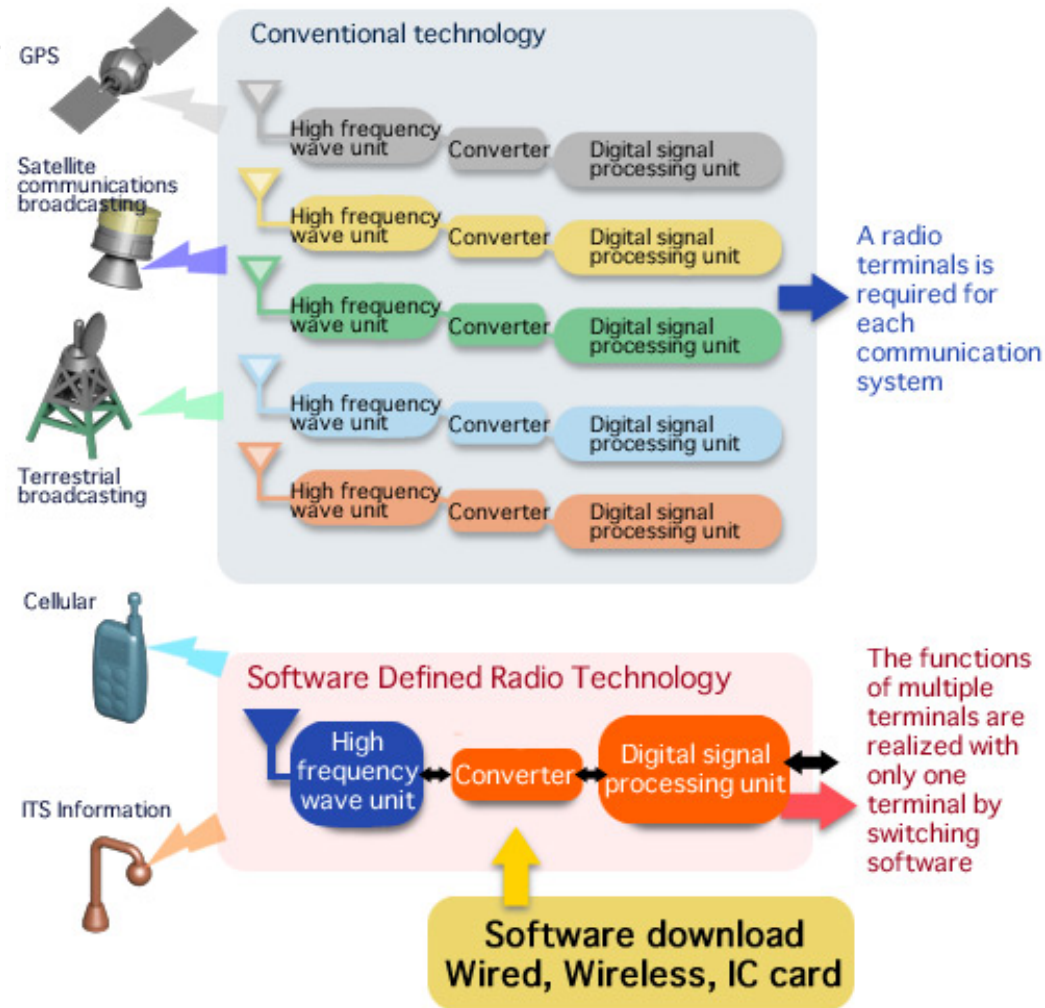 GPS
Satellite
communications
broadcasting
Terrestrial
broadcasting
Cellular
ITS Information
Conventional technology
High frequency
wave unit
Converter
Digital signal
processing unit
High frequency
wave unit
Converter
Digital signal
processing unit
High frequency
wave unit
Converter
Digital signal
processing unit
High frequency
wave unit
Converter
Digital signal
processing unit
High frequency
wave unit
Converter
Digital signal
processing unit
A radio
terminals is
required for
each
communication
system
Software Defined Radio Technology
High
frequency
wave unit
Converter
Digital signal
processing unit
The functions
of multiple
terminals are
realized with
only one
terminal by
switching
software
Software download
Wired, Wireless, IC card